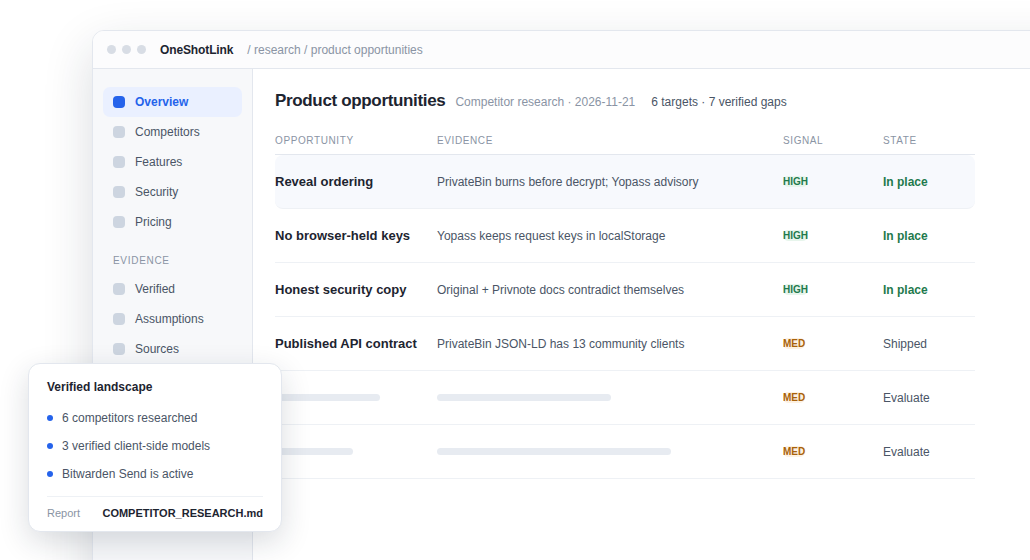 OneShotLink / research / product opportunities
Overview
Competitors
Features
Security
Pricing
EVIDENCE
Verified
Assumptions
Sources
Product opportunities Competitor research · 2026-11-23 6 targets · 7 verified gaps
OPPORTUNITY EVIDENCE SIGNAL STATE
Reveal ordering PrivateBin burns before decrypt; Yopass advisory HIGH In place
No browser-held keys Yopass keeps request keys in localStorage HIGH In place
Honest security copy Original + Privnote docs contradict themselves HIGH In place
Published API contract PrivateBin JSON-LD has 13 community clients MED Shipped
MED Evaluate
MED Evaluate
Verified landscape
6 competitors researched
3 verified client-side models
Bitwarden Send is active
Report COMPETITOR_RESEARCH.md